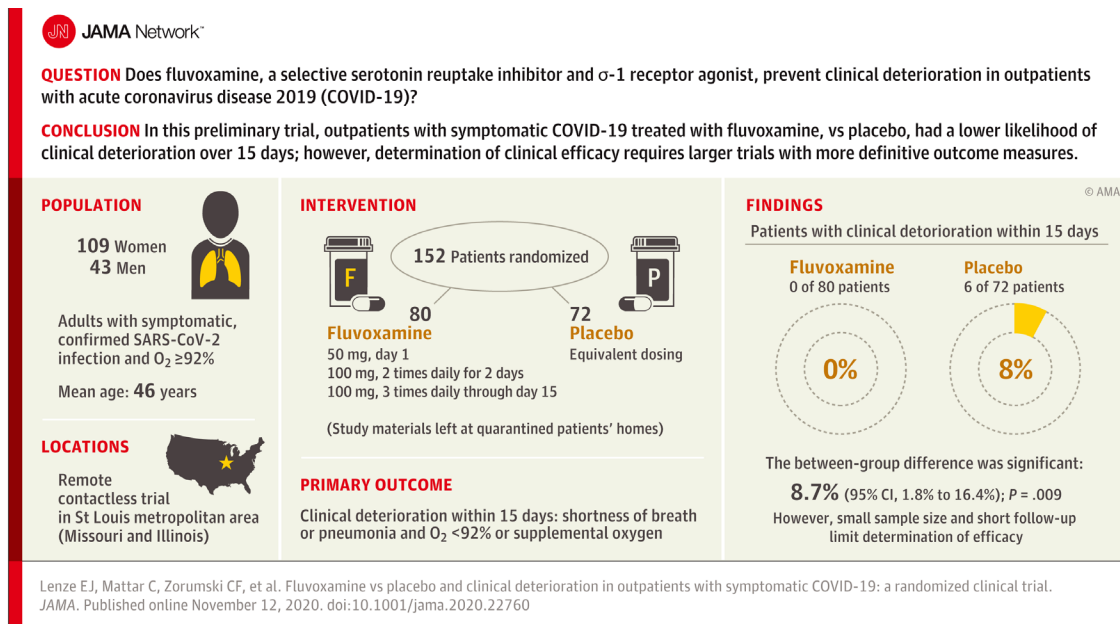 JN JAMA Network™
QUESTION Does fluvoxamine, a selective serotonin reuptake inhibitor and σ-1 receptor agonist, prevent clinical deterioration in outpatients
with acute coronavirus disease 2019 (COVID-19)?
CONCLUSION In this preliminary trial, outpatients with symptomatic COVID-19 treated with fluvoxamine, vs placebo, had a lower likelihood of
clinical deterioration over 15 days; however, determination of clinical efficacy requires larger trials with more definitive outcome measures.
© AMA
POPULATION
109 Women
43 Men
Adults with symptomatic,
confirmed SARS-CoV-2
infection and O₂ ≥92%
Mean age: 46 years
LOCATIONS
Remote
contactless trial
in St Louis metropolitan area
(Missouri and Illinois)
INTERVENTION
152 Patients randomized
F
P
80
Fluvoxamine
50 mg, day 1
100 mg, 2 times daily for 2 days
100 mg, 3 times daily through day 15
72
Placebo
Equivalent dosing
(Study materials left at quarantined patients’ homes)
PRIMARY OUTCOME
Clinical deterioration within 15 days: shortness of breath
or pneumonia and O₂ <92% or supplemental oxygen
FINDINGS
Patients with clinical detorioration within 15 days
Fluvoxamine
0 of 80 patients
0%
Placebo
6 of 72 patients
8%
The between-group difference was significant:
8.7% (95% CI, 1.8% to 16.4%); P = .009
However, small sample size and short follow-up
limit determination of efficacy
Lenze EJ, Mattar C, Zorumski CF, et al. Fluvoxamine vs placebo and clinical deterioration in outpatients with symptomatic COVID-19: a randomized clinical trial.
JAMA. Published online November 12, 2020. doi:10.1001/jama.2020.22760